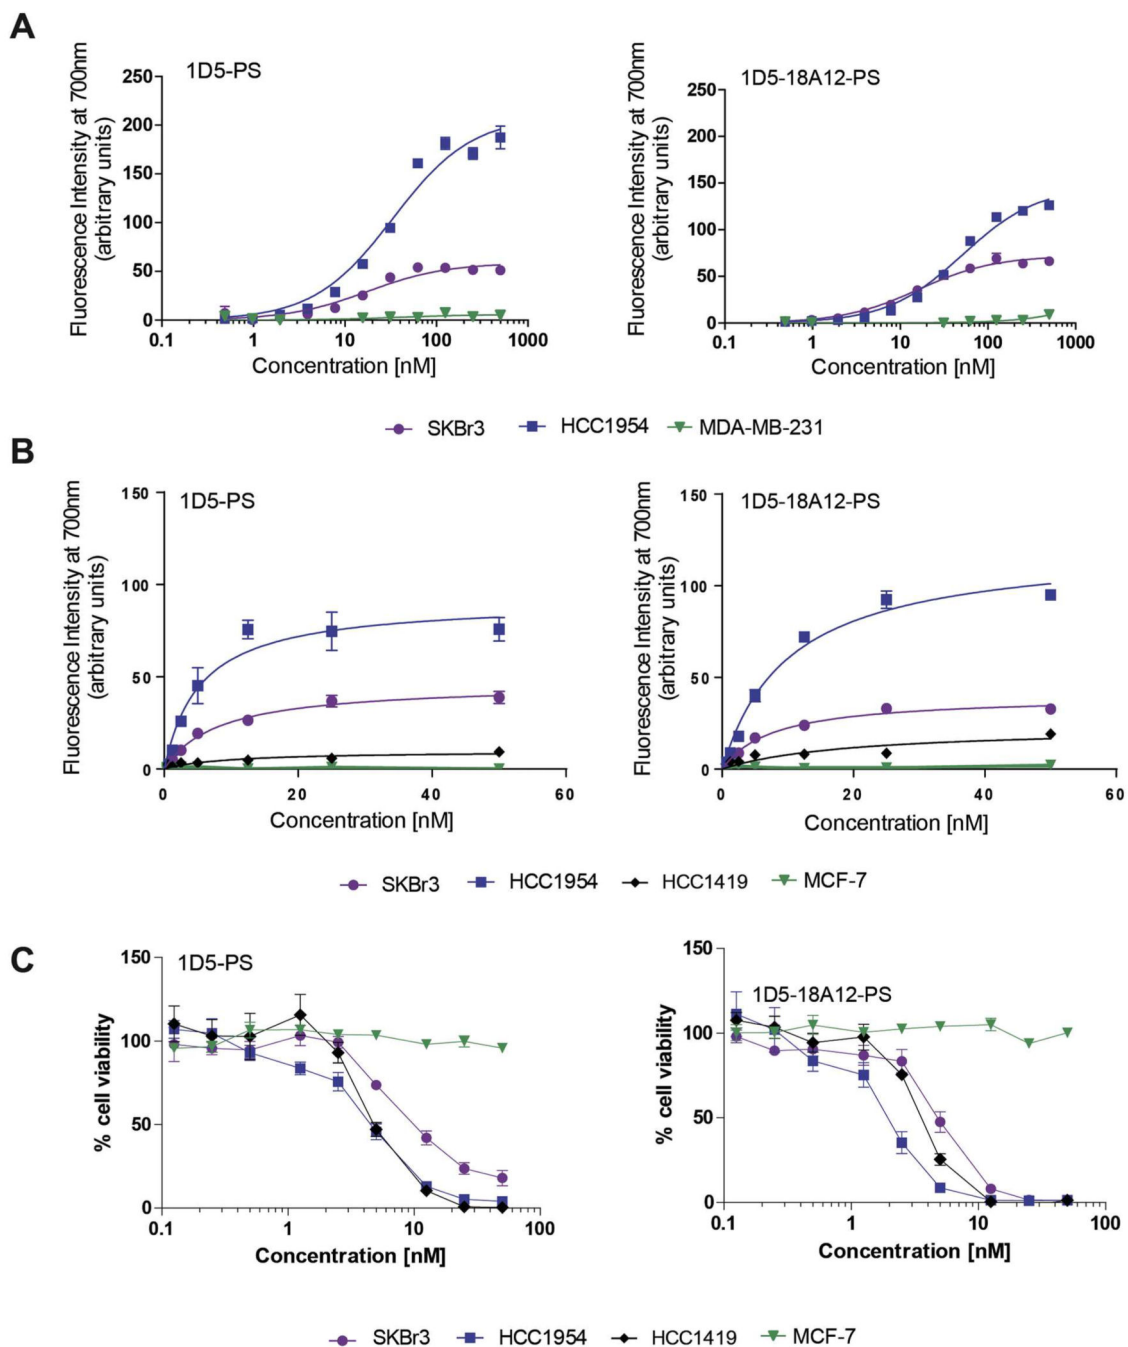 A
1D5-PS
Fluorescence Intensity at 700nm
(arbitrary units)
250
200
150
100
50
0
0.1
1
10
100
1000
Concentration [nM]
1D5-18A12-PS
Fluorescence Intensity at 700nm
(arbitrary units)
250
200
150
100
50
0
0.1
1
10
100
1000
Concentration [nM]
SKBr3
HCC1954
MDA-MB-231
B
1D5-PS
Fluorescence Intensity at 700nm
(arbitrary units)
150
100
50
0
0
20
40
60
Concentration [nM]
1D5-18A12-PS
Fluorescence Intensity at 700nm
(arbitrary units)
150
100
50
0
0
20
40
60
Concentration [nM]
SKBr3
HCC1954
HCC1419
MCF-7
C
1D5-PS
% cell viability
150
100
50
0
0.1
1
10
100
Concentration [nM]
1D5-18A12-PS
% cell viability
150
100
50
0
0.1
1
10
100
Concentration [nM]
SKBr3
HCC1954
HCC1419
MCF-7